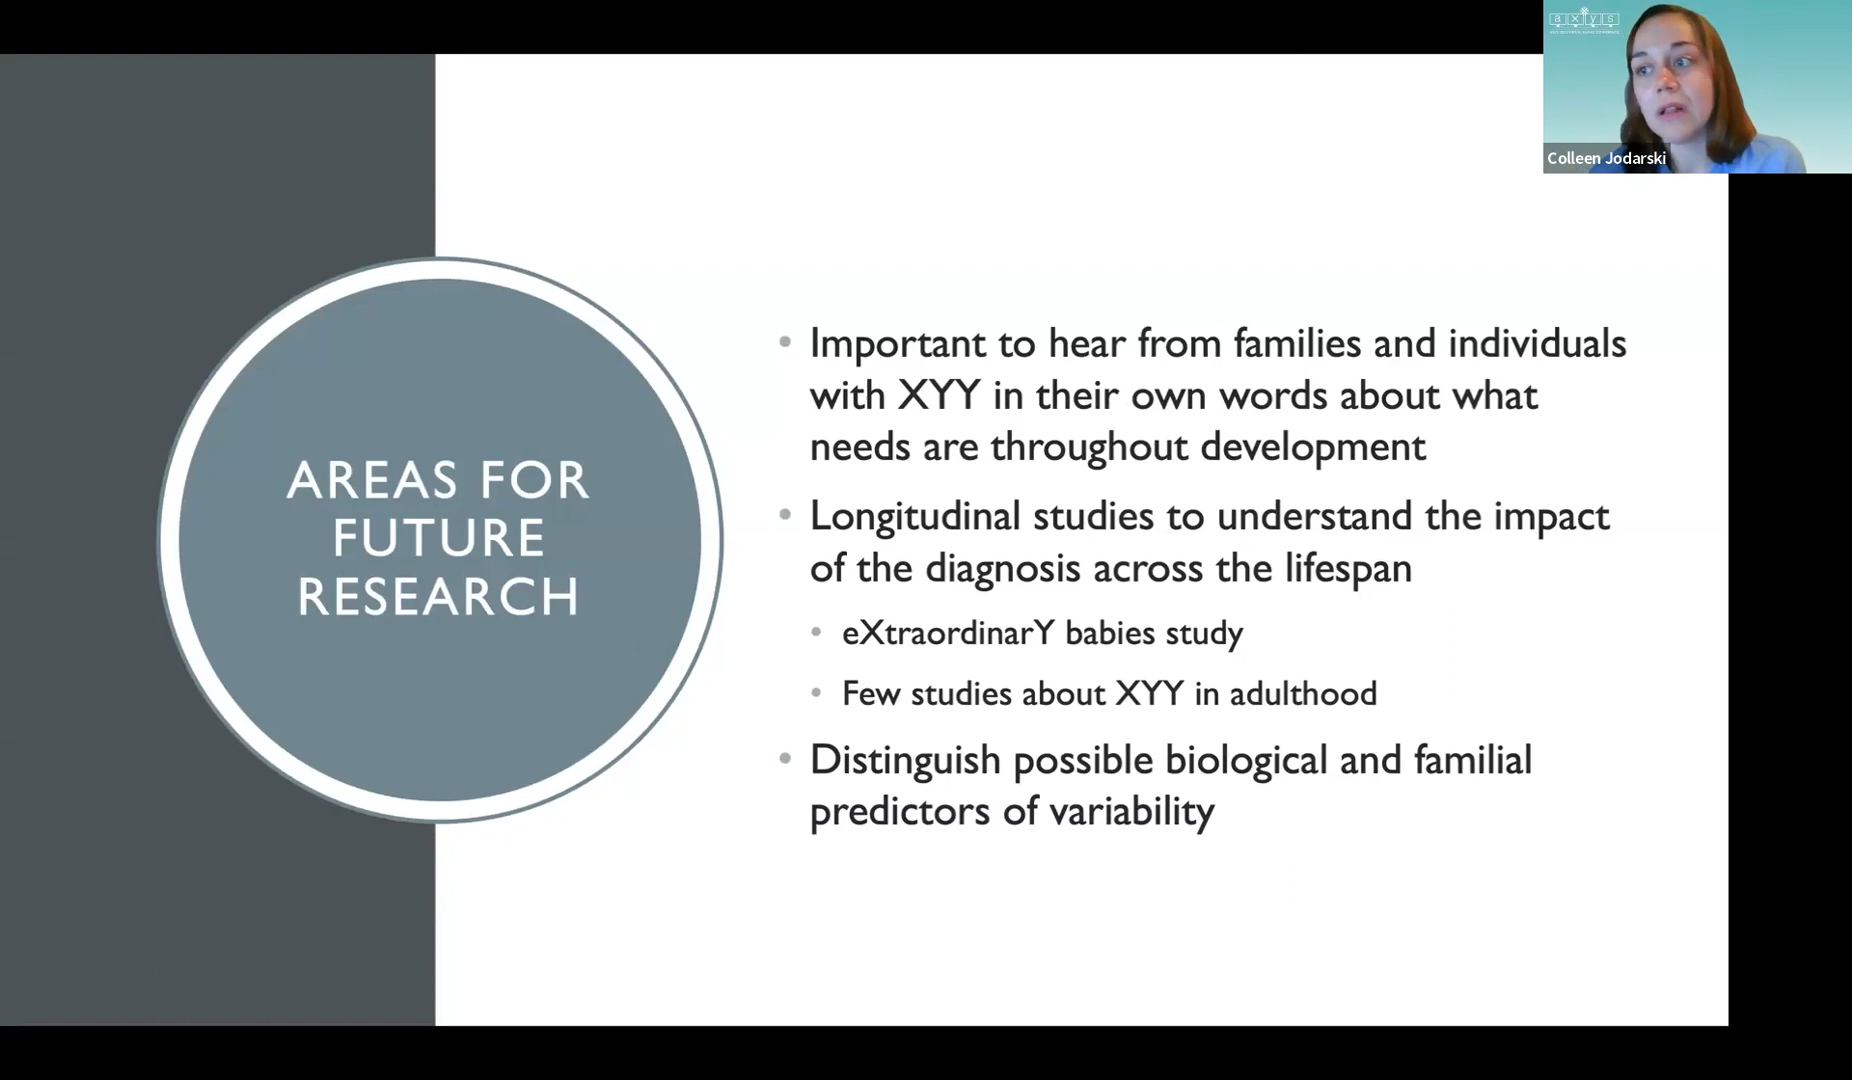 axys
Colleen Jodarski
AREAS FOR
FUTURE
RESEARCH
• Important to hear from families and individuals
with XYY in their own words about what
needs are throughout development
• Longitudinal studies to understand the impact
of the diagnosis across the lifespan
• eXtraordinarY babies study
• Few studies about XYY in adulthood
• Distinguish possible biological and familial
predictors of variability